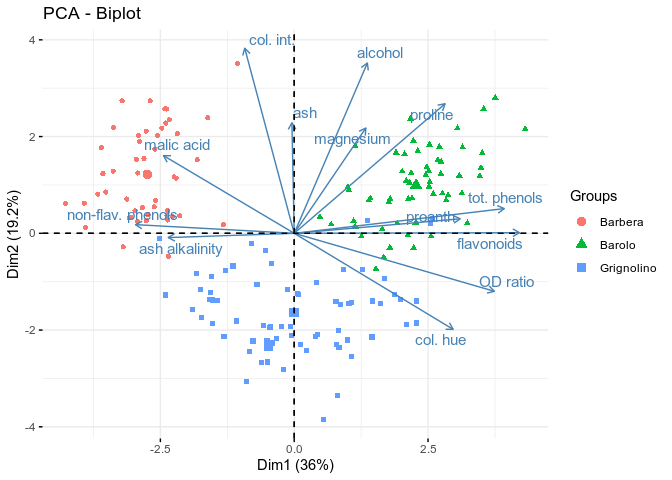 PCA - Biplot
col. int.
alcohol
ash
proline
magnesium
malic acid
tot. phenols
non-flav. phenols
proanth
flavonoids
ash alkalinity
OD ratio
col. hue
4
2
0
-2
-4
Dim2 (19.2%)
-2.5
0.0
2.5
Dim1 (36%)
Groups
Barbera
Barolo
Grignolino